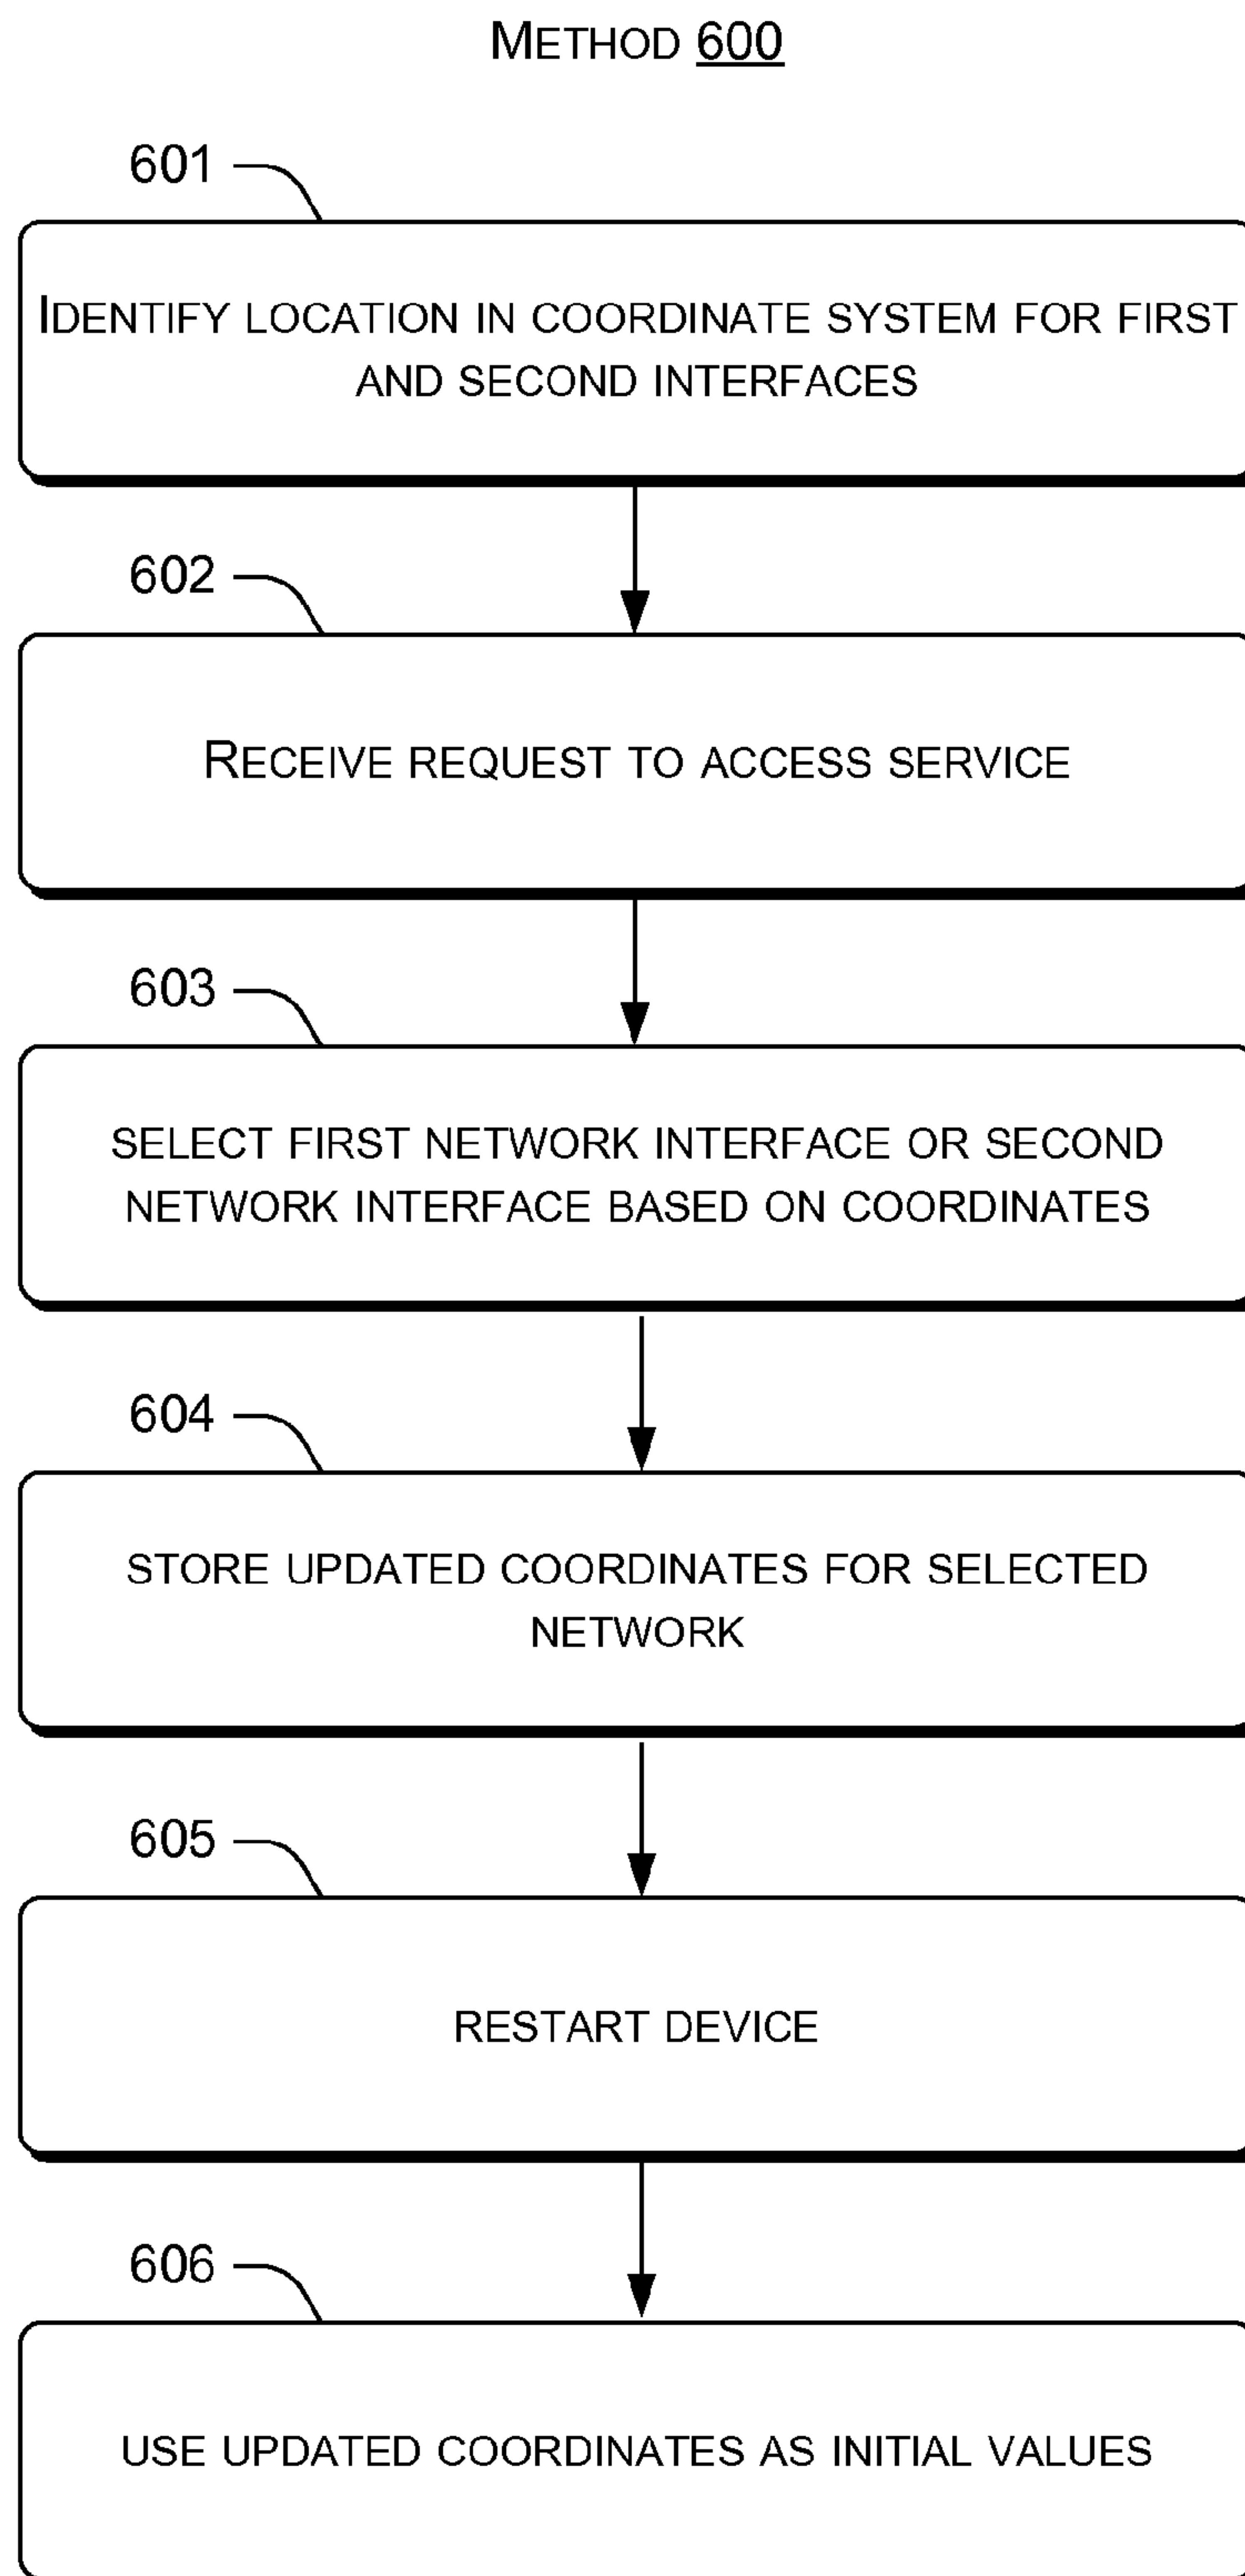 METHOD 600
601
IDENTIFY LOCATION IN COORDINATE SYSTEM FOR FIRST
AND SECOND INTERFACES
602
RECEIVE REQUEST TO ACCESS SERVICE
603
SELECT FIRST NETWORK INTERFACE OR SECOND
NETWORK INTERFACE BASED ON COORDINATES
604
STORE UPDATED COORDINATES FOR SELECTED
NETWORK
605
RESTART DEVICE
606
USE UPDATED COORDINATES AS INITIAL VALUES